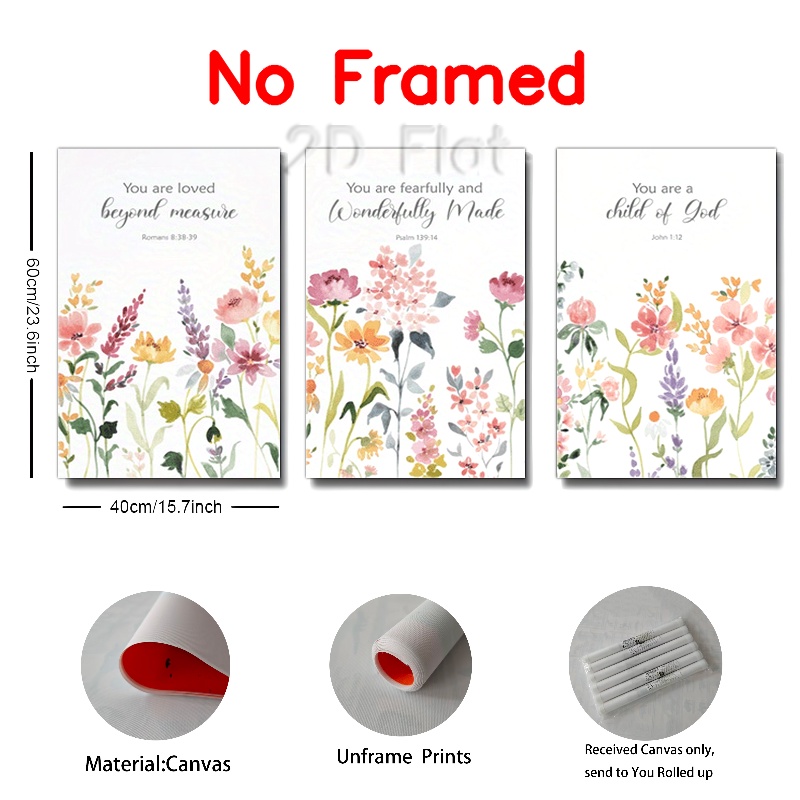 No Framed
2D Flat
You are loved
beyond measure
Romans 8:38-39
You are fearfully and
Wonderfully Made
Psalm 139:14
You are a
child of God
John 1:12
60cm/23.6inch
40cm/15.7inch
Material:Canvas
Unframe Prints
Received Canvas only,
send to You Rolled up